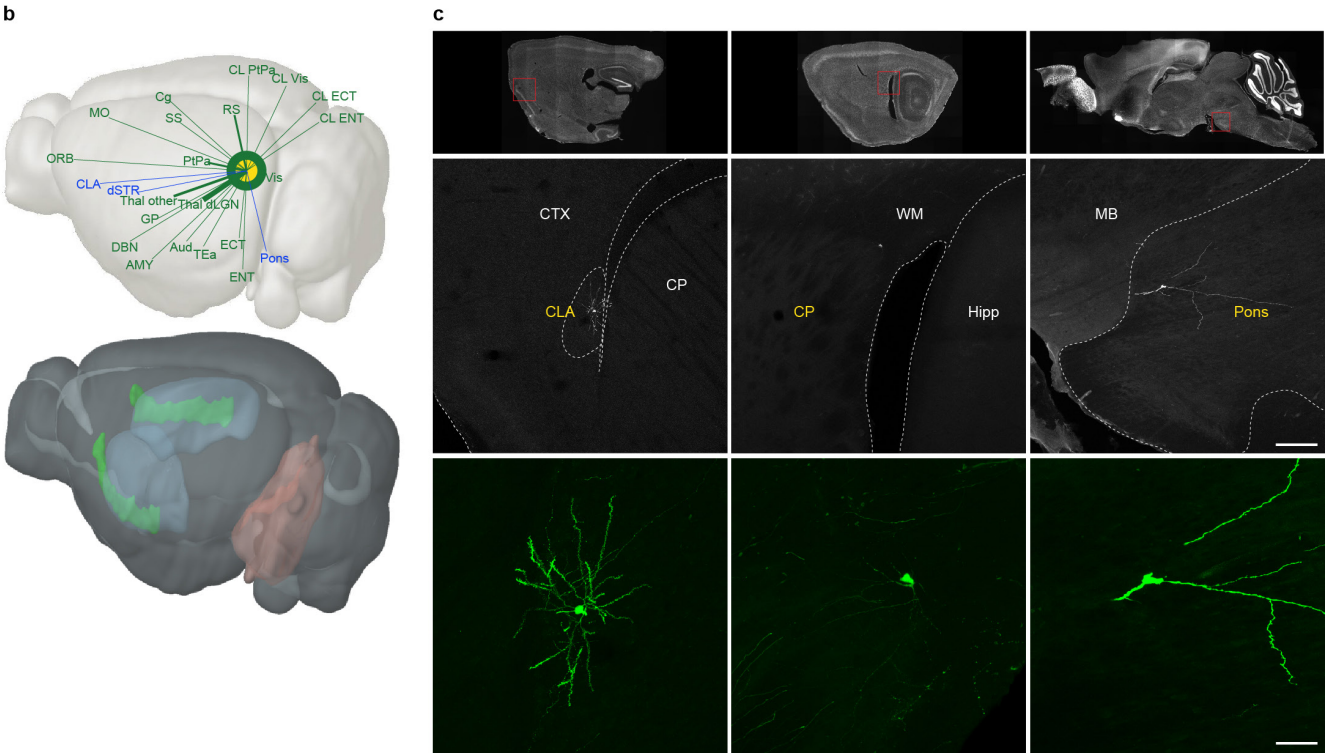 b
c
CL PtPa
CL Vis
Cg
CL ECT
MO
SS
RS
CL ENT
ORB
PtPa
CLA
dSTR
Vis
Thal other
Thal dLGN
GP
DBN
Aud
TEa
ECT
Pons
AMY
ENT
CTX
CP
CLA
WM
CP
Hipp
MB
Pons